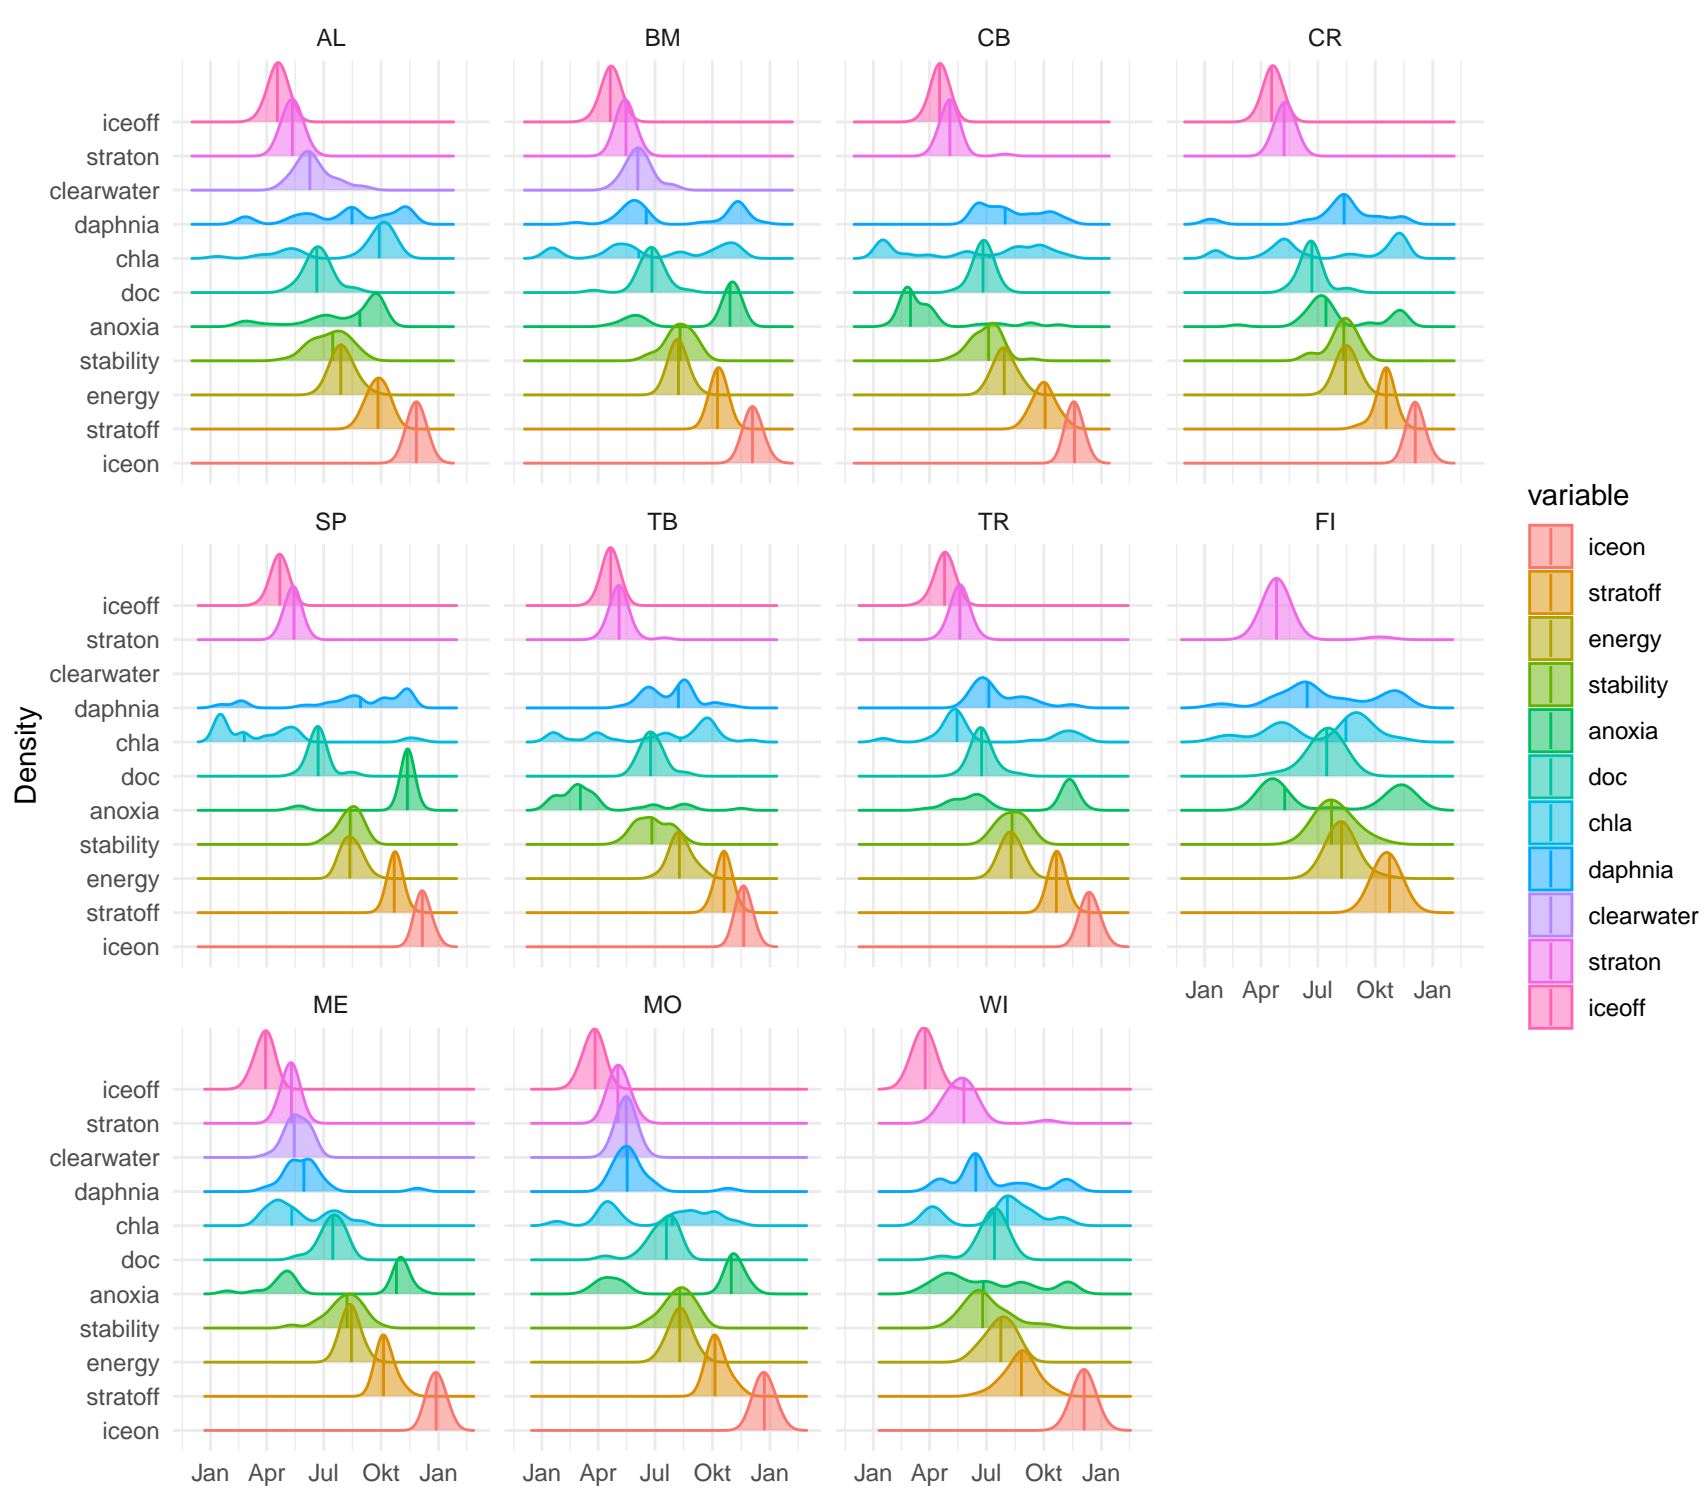 AL BM CB CR
iceoff
straton
clearwater
daphnia
chla
doc
anoxia
stability
energy
stratoff
iceon
SP TB TR FI
iceoff
straton
clearwater
daphnia
chla
doc
anoxia
stability
energy
stratoff
iceon
Jan Apr Jul Okt Jan
ME MO WI
iceoff
straton
clearwater
daphnia
chla
doc
anoxia
stability
energy
stratoff
iceon
Jan Apr Jul Okt Jan Jan Apr Jul Okt Jan Jan Apr Jul Okt Jan
Density
variable
iceon
stratoff
energy
stability
anoxia
doc
chla
daphnia
clearwater
straton
iceoff